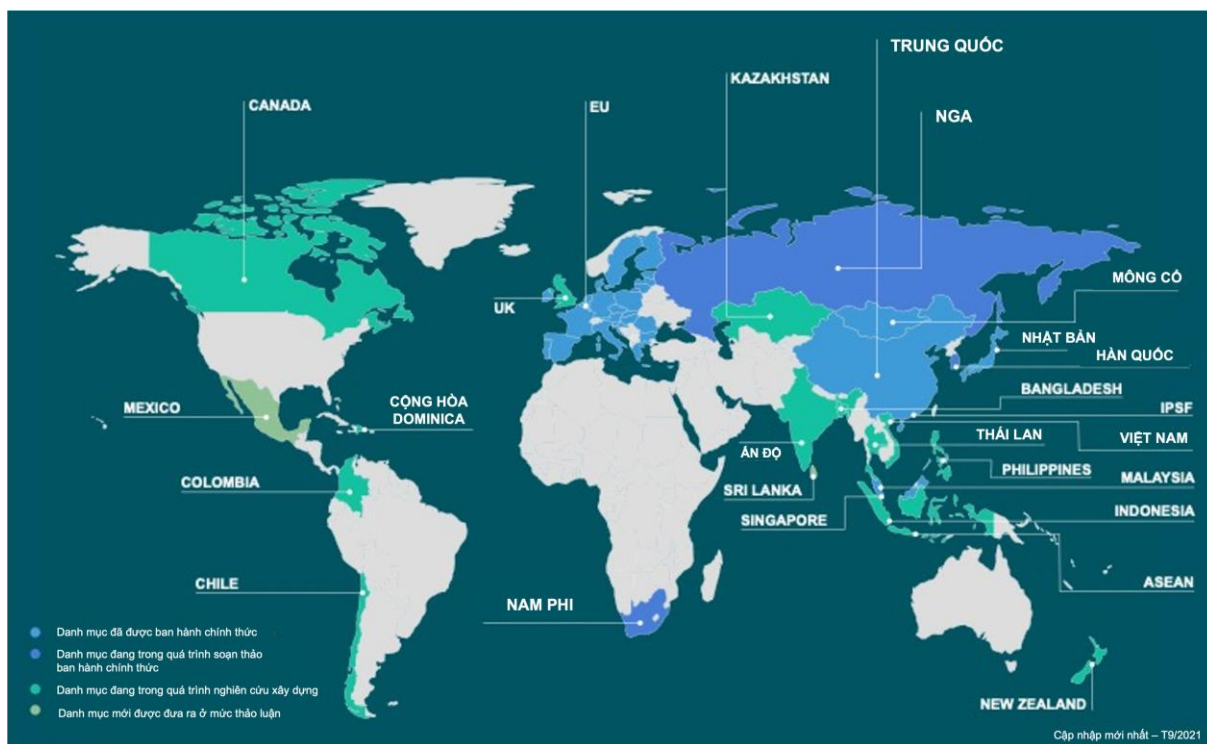 TRUNG QUỐC
KAZAKHSTAN
CANADA
EU
NGA
MÔNG CỔ
UK
NHẬT BẢN
HÀN QUỐC
BANGLADESH
MEXICO
CỘNG HÒA
DOMINICA
IPSF
THÁI LAN
VIỆT NAM
ẤN ĐỘ
PHILIPPINES
COLOMBIA
SRI LANKA
MALAYSIA
SINGAPORE
INDONESIA
CHILE
ASEAN
NAM PHI
Danh mục đã được ban hành chính thức
Danh mục đang trong quá trình soạn thảo
ban hành chính thức
Danh mục đang trong quá trình nghiên cứu xây dựng
Danh mục mới được đưa ra ở mức thảo luận
NEW ZEALAND
Cập nhập mới nhất – T9/2021